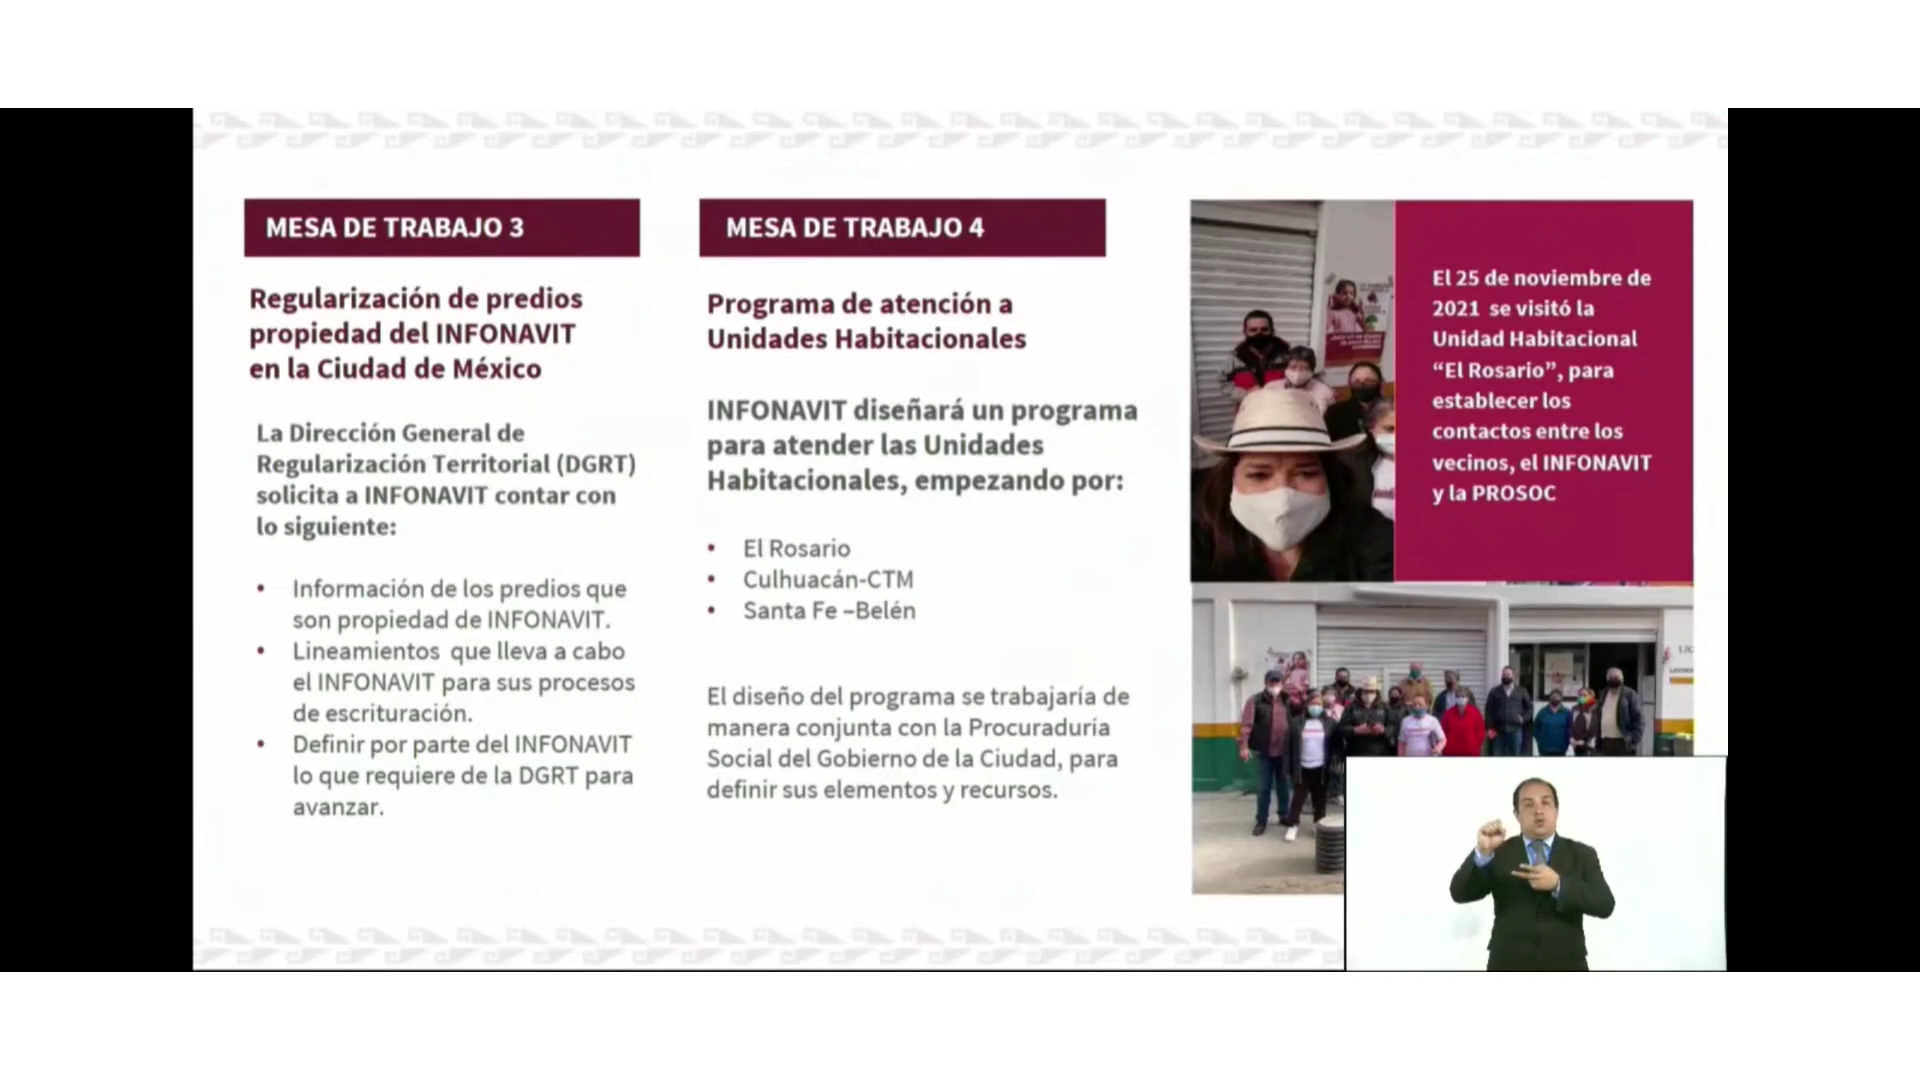 MESA DE TRABAJO 3
Regularización de predios
propiedad del INFONAVIT
en la Ciudad de México
La Dirección General de
Regularización Territorial (DGRT)
solicita a INFONAVIT contar con
lo siguiente:
• Información de los predios que
son propiedad de INFONAVIT.
• Lineamientos que lleva a cabo
el INFONAVIT para sus procesos
de escrituración.
• Definir por parte del INFONAVIT
lo que requiere de la DGRT para
avanzar.
MESA DE TRABAJO 4
Programa de atención a
Unidades Habitacionales
INFONAVIT diseñará un programa
para atender las Unidades
Habitacionales, empezando por:
• El Rosario
• Culhuacán-CTM
• Santa Fe –Belén
El diseño del programa se trabajaría de
manera conjunta con la Procuraduría
Social del Gobierno de la Ciudad, para
definir sus elementos y recursos.
El 25 de noviembre de
2021 se visitó la
Unidad Habitacional
“El Rosario”, para
establecer los
contactos entre los
vecinos, el INFONAVIT
y la PROSOC